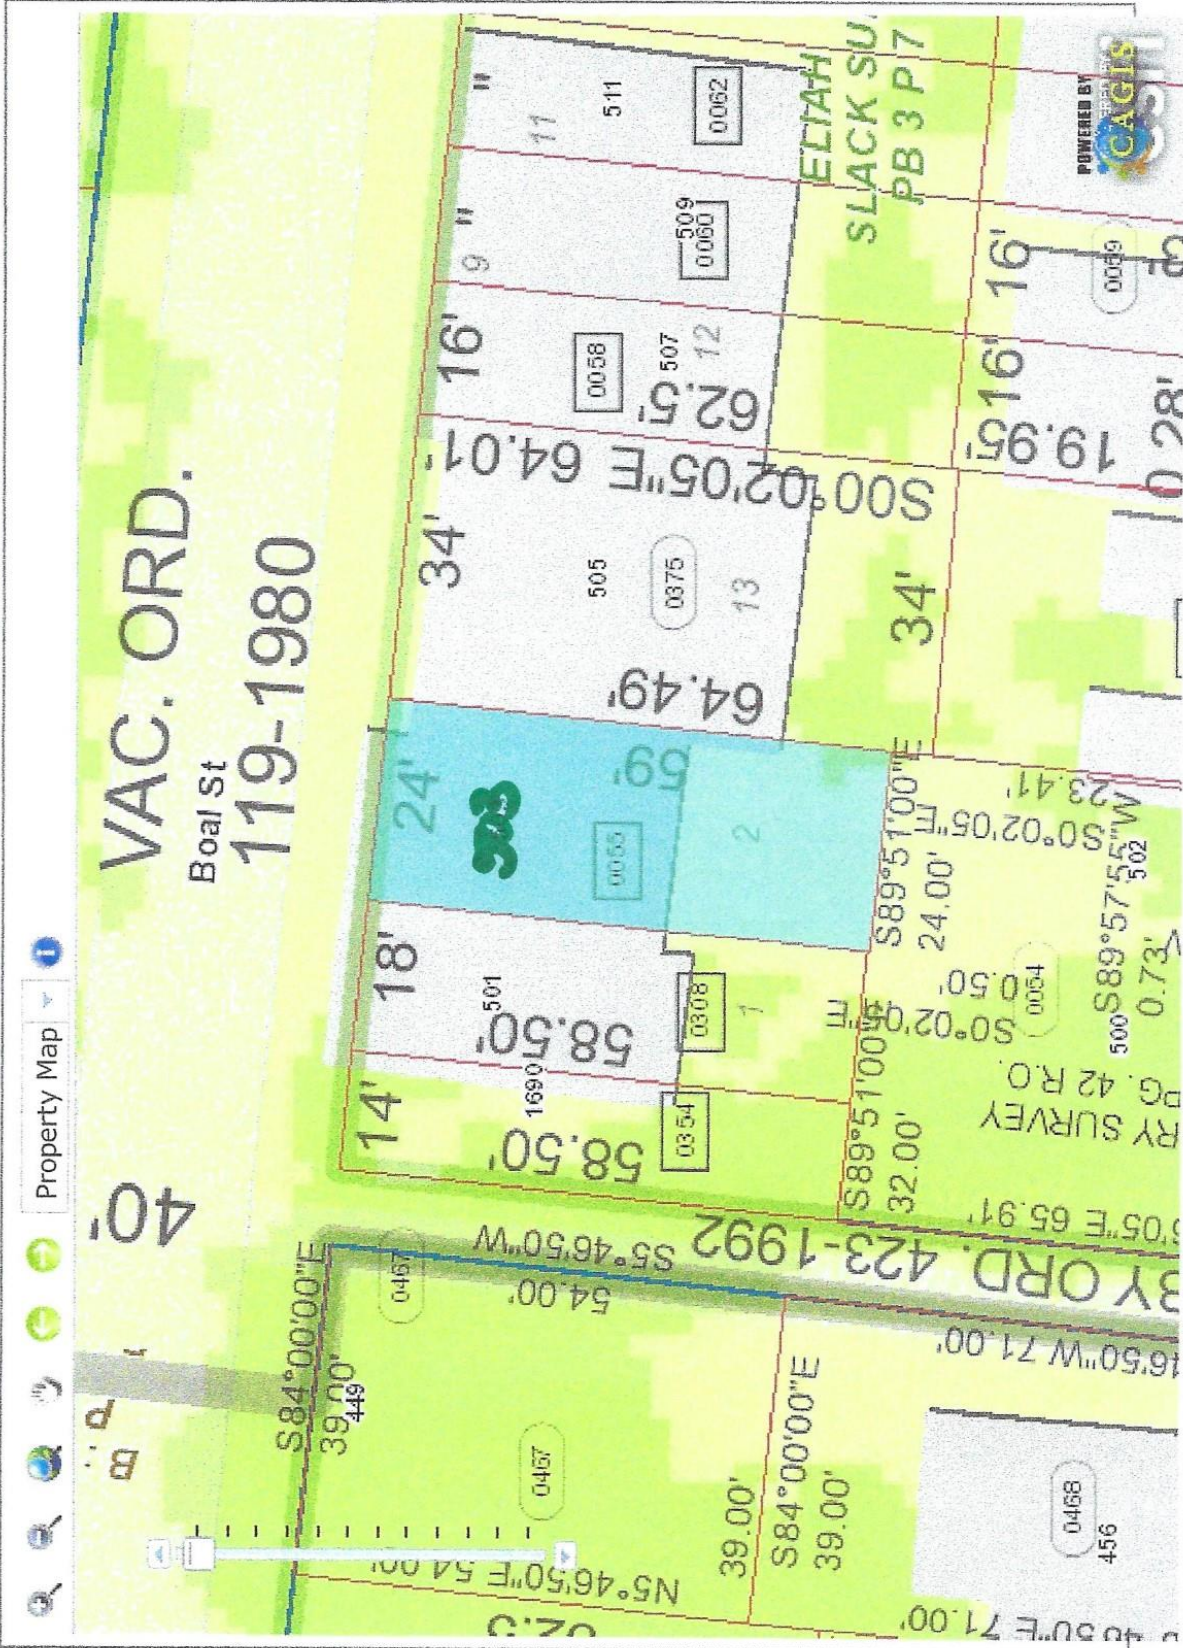 Property Map
B:
P
40'
VAC. ORD.
Boal St
119-1980
S84°00'00"E
39.00'
449
0467
14'
18'
24'
34'
16'
"
"
9
11
S5°46'50"W
54.00'
58.50'
1690
58.50'
501
503
0055
59'
64.49'
505
0375
13
S00°02'05"E 64.01'
0058
507
12
62.5'
509
0060
511
0062
ELIAH
SLACK SU
PB 3 P 7
0354
0308
1
2
34'
0467
N5°46'50"E 54.00'
39.00'
S84°00'00"E
39.00'
BY ORD. 423-1992
S89°51'00"E
32.00'
S0°02'05"E
0.50'
S89°51'00"E
24.00'
S0°02'05"E
23.41'
19.95'
16'
16'
0059
46'50"W 71.00'
5'05"E 65.91'
RY SURVEY
PG. 42 R.O.
0054
500
S89°57'55"W
0.73'
502
28'
0468
456
50"E 71.00'
62.5
POWERED BY
CAGIS